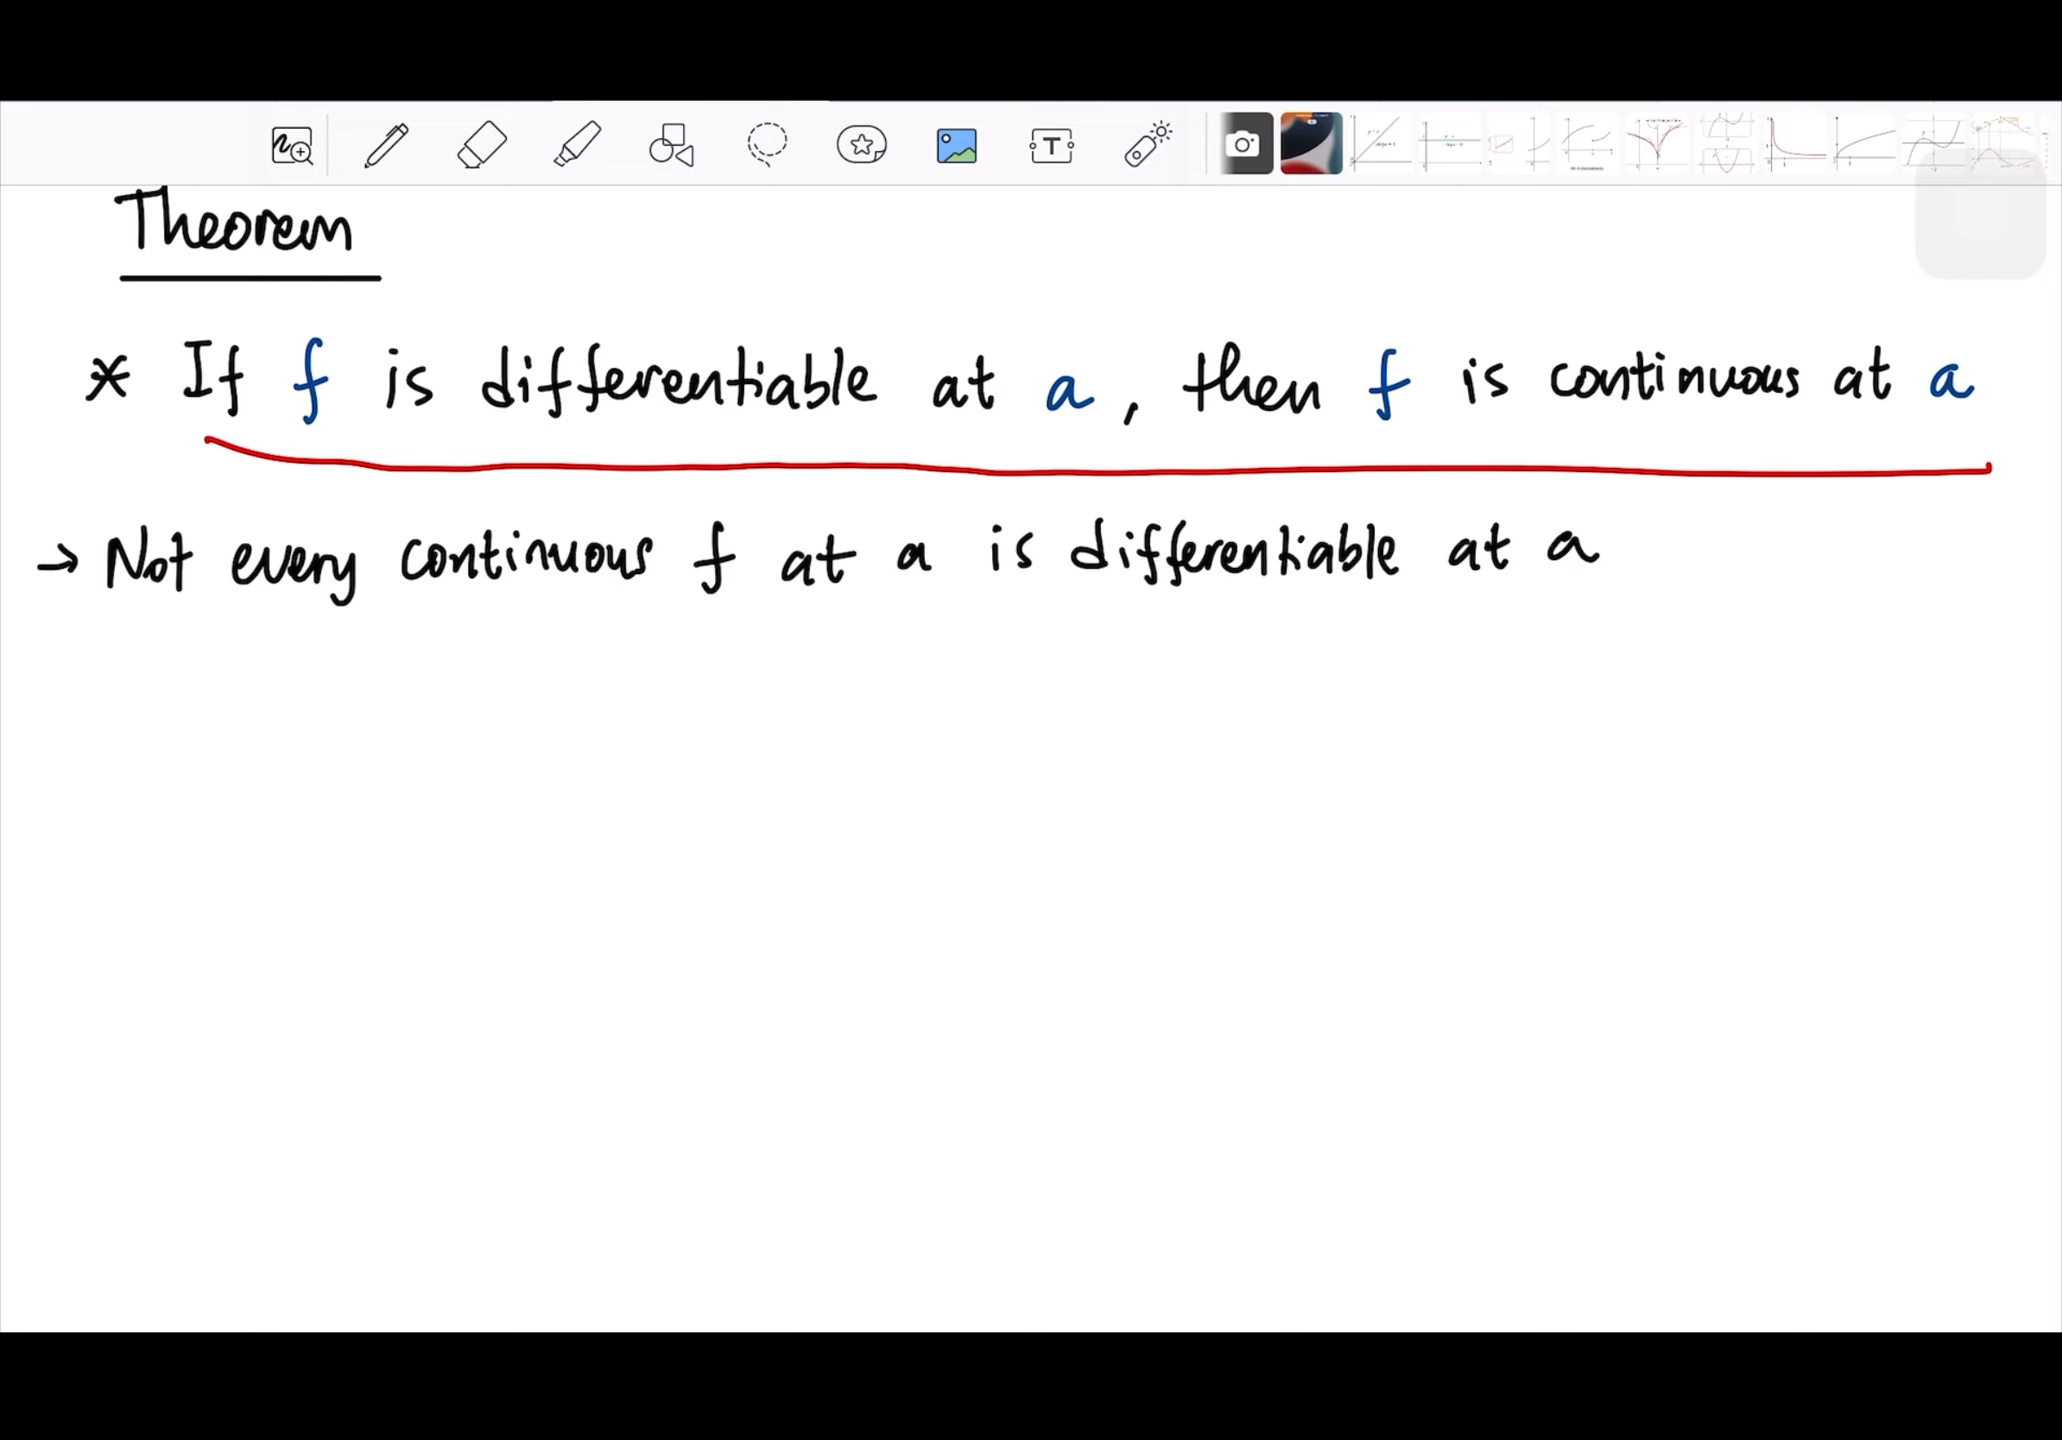 Theorem
* If f is differentiable at a, then f is continuous at a
→ Not every continuous f at a is differentiable at a